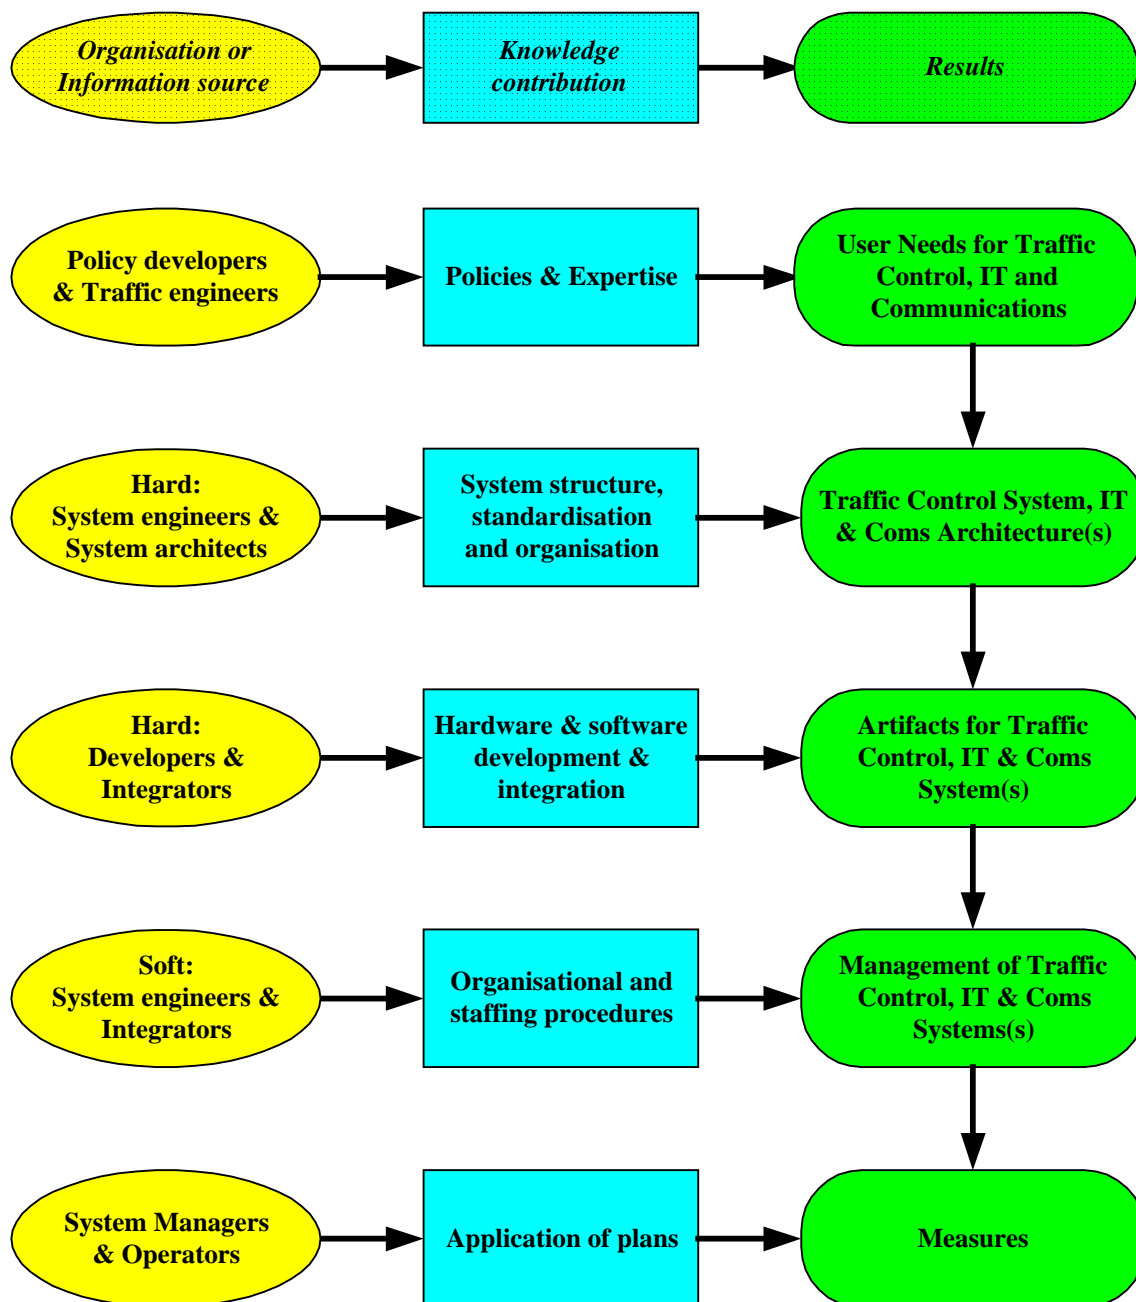 Organisation or
Information source
Knowledge
contribution
Results
Policy developers
& Traffic engineers
Policies & Expertise
User Needs for Traffic
Control, IT and
Communications
Hard:
System engineers &
System architects
System structure,
standardisation
and organisation
Traffic Control System, IT
& Coms Architecture(s)
Hard:
Developers &
Integrators
Hardware & software
development &
integration
Artifacts for Traffic
Control, IT & Coms
System(s)
Soft:
System engineers &
Integrators
Organisational and
staffing procedures
Management of Traffic
Control, IT & Coms
Systems(s)
System Managers
& Operators
Application of plans
Measures